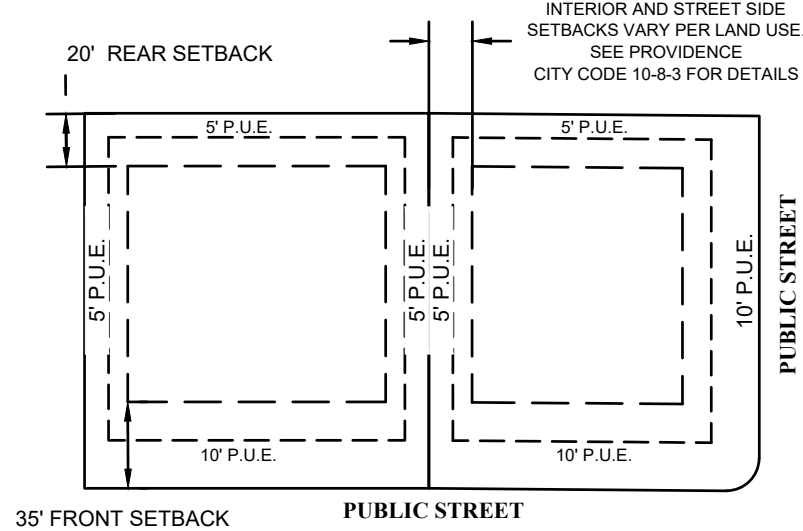 INTERIOR AND STREET SIDE
SETBACKS VARY PER LAND USE.
SEE PROVIDENCE
CITY CODE 10-8-3 FOR DETAILS
20' REAR SETBACK
5' P.U.E.
5' P.U.E.
5' P.U.E.
5' P.U.E.
5' P.U.E.
10' P.U.E.
PUBLIC STREET
10' P.U.E.
10' P.U.E.
35' FRONT SETBACK
PUBLIC STREET